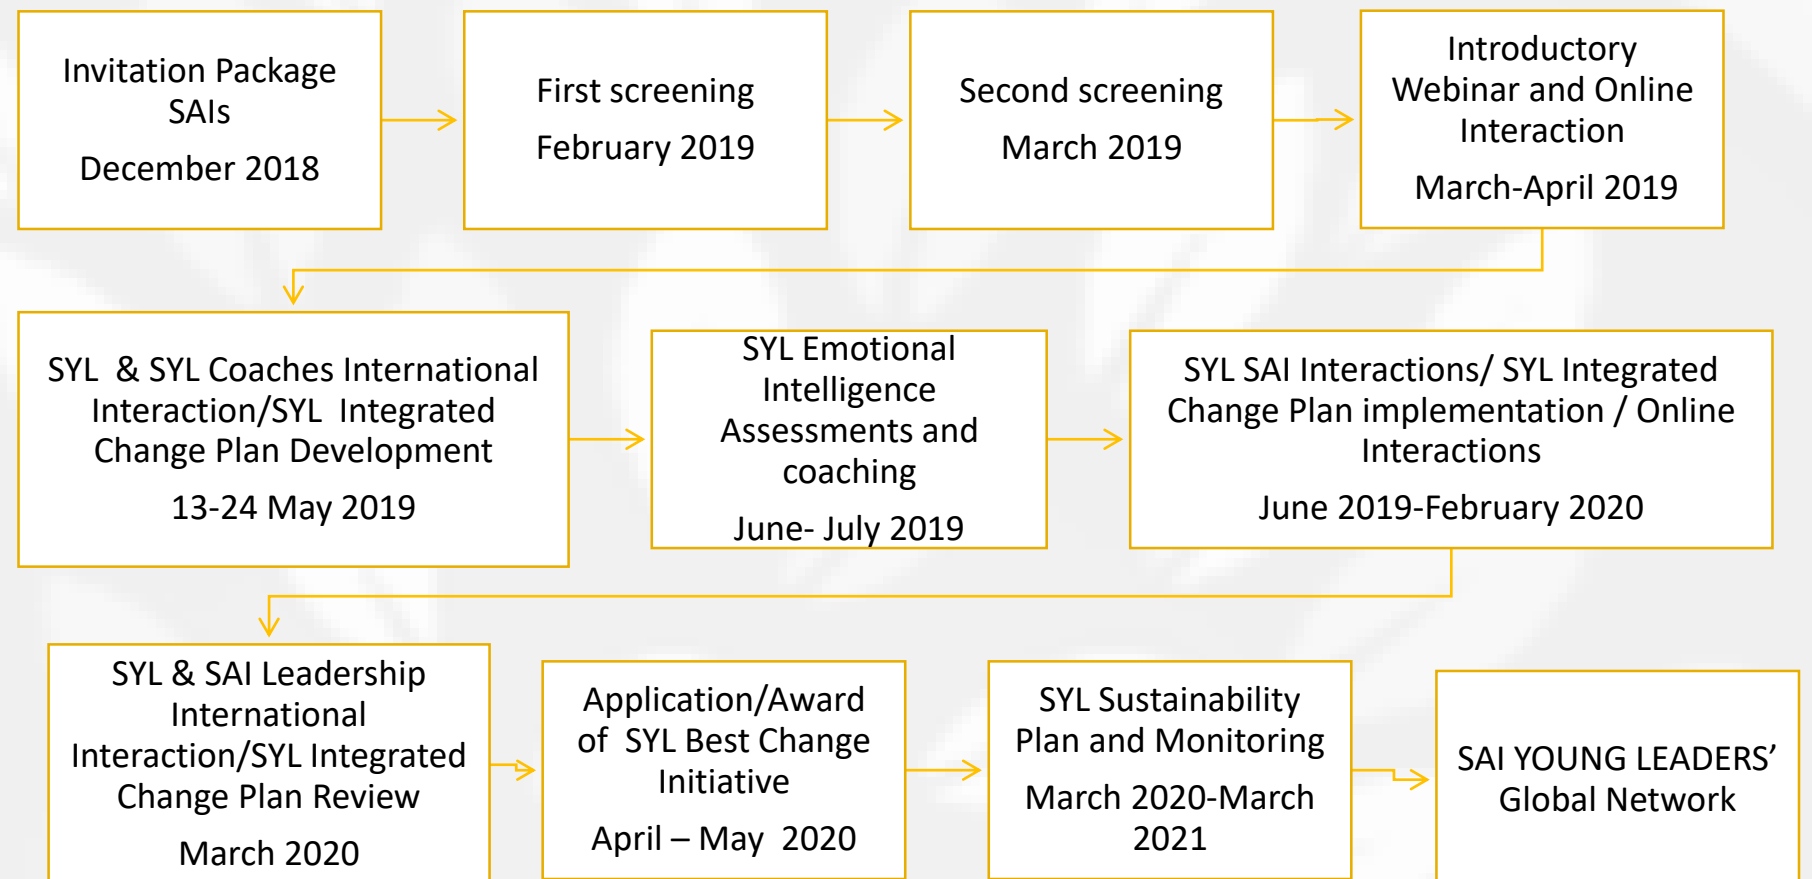 Invitation Package
SAIs
December 2018
First screening
February 2019
Second screening
March 2019
Introductory
Webinar and Online
Interaction
March-April 2019
SYL  & SYL Coaches International
Interaction/SYL  Integrated
Change Plan Development
13-24 May 2019
SYL Emotional
Intelligence
Assessments and
coaching
June- July 2019
SYL SAI Interactions/ SYL Integrated
Change Plan implementation / Online
Interactions
June 2019-February 2020
SYL & SAI Leadership
International
Interaction/SYL Integrated
Change Plan Review
March 2020
Application/Award
of  SYL Best Change
Initiative
April – May  2020
SYL Sustainability
Plan and Monitoring
March 2020-March
2021
SAI YOUNG LEADERS’
Global Network